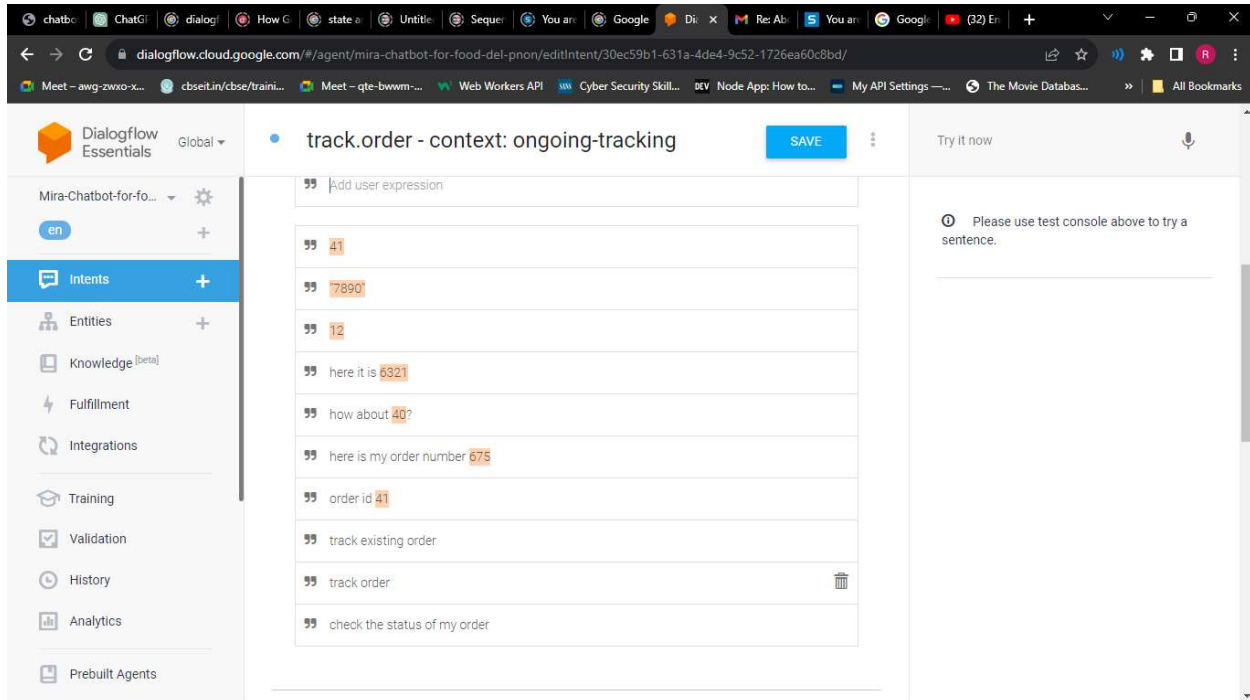 chatbo
ChatGF
dialogf
How G
state a
Untitle
Sequer
You are
Google
Di
Re: Ab
You are
Google
(32) En
dialogflow.cloud.google.com/#/agent/mira-chatbot-for-food-del-pnon/editIntent/30ec59b1-631a-4de4-9c52-1726ea60c8bd/
R
Meet – awg-zwxo-x...
cbseit.in/cbse/traini...
Meet – qte-bwwm-...
Web Workers API
Cyber Security Skill...
DEV
Node App: How to...
My API Settings —...
The Movie Databas...
»
All Bookmarks
Dialogflow
Essentials
Global
track.order - context: ongoing-tracking
SAVE
Try it now
Mira-Chatbot-for-fo...
en
Add user expression
Please use test console above to try a
sentence.
Intents
Entities
Knowledge [beta]
Fulfillment
Integrations
Training
Validation
History
Analytics
Prebuilt Agents
41
"7890"
12
here it is 6321
how about 40?
here is my order number 675
order id 41
track existing order
track order
check the status of my order